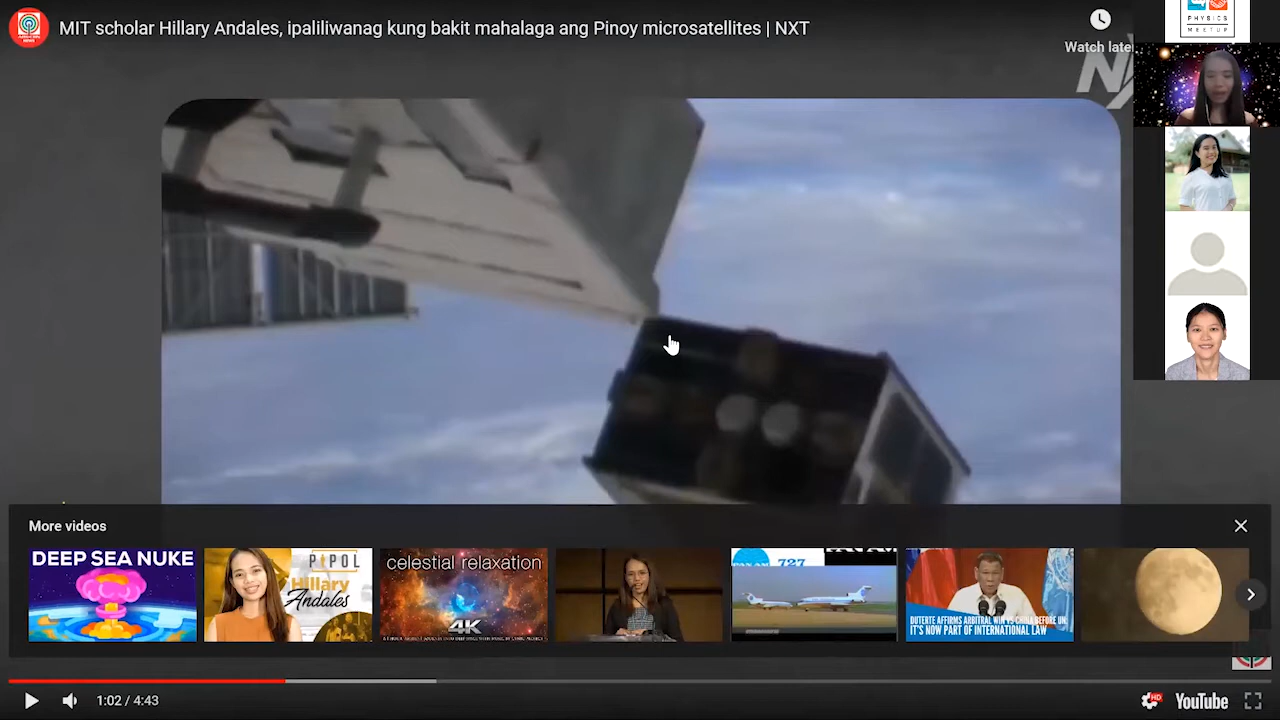 MIT scholar Hillary Andales, ipaliliwanag kung bakit mahalaga ang Pinoy microsatellites | NXT
Watch later
PHYSICS
MEETUP
More videos
DEEP SEA NUKE
PIPOL
Hillary
Andales
celestial relaxation
4K
727
DUTERTE AFFIRMS ARBITRAL WIN VS CHINA BEFORE UN
IT'S NOW PART OF INTERNATIONAL LAW
1:02 / 4:43
HD
YouTube